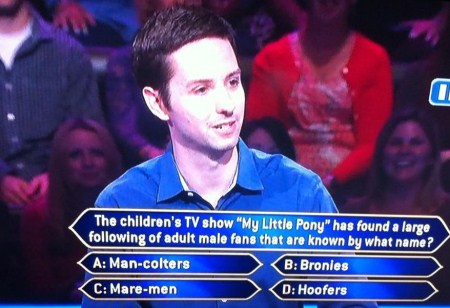 The children's TV show "My Little Pony" has found a large
following of adult male fans that are known by what name?
A: Man-colters
B: Bronies
C: Mare-men
D: Hoofers